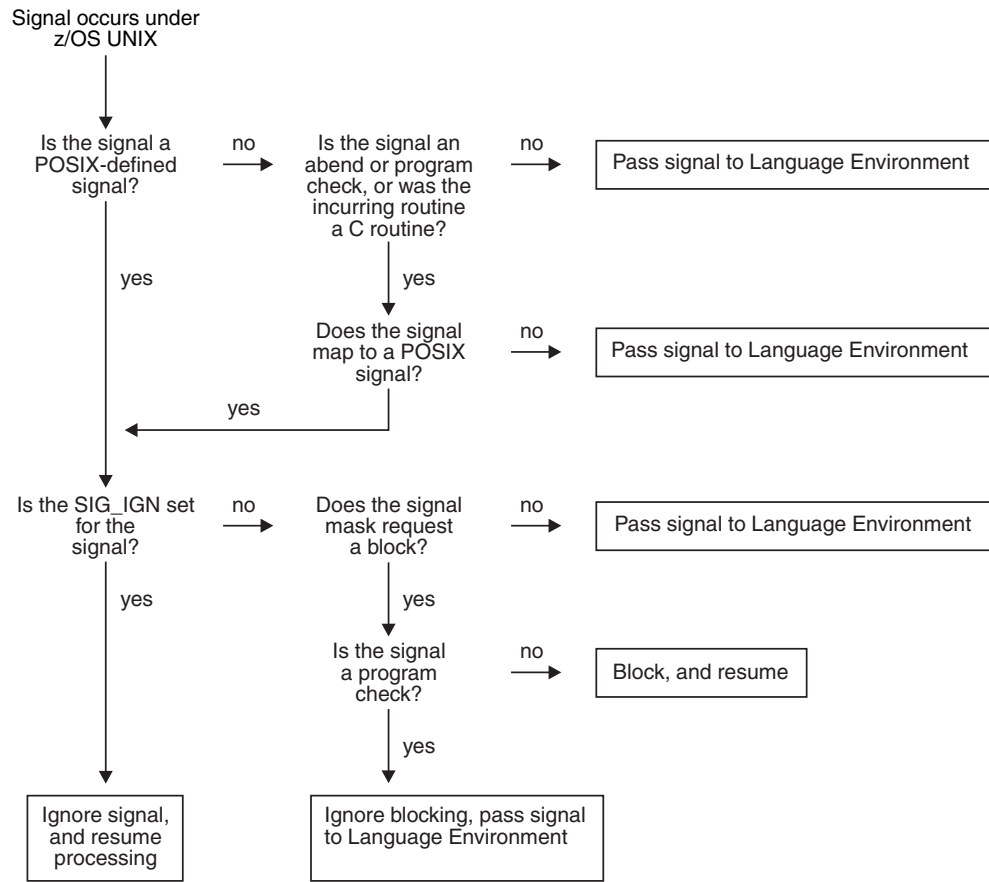 Signal occurs under
z/OS UNIX
Is the signal a
POSIX-defined
signal?
no
Is the signal an
abend or program
check, or was the
incurring routine
a C routine?
no
Pass signal to Language Environment
yes
yes
Does the signal
map to a POSIX
signal?
no
Pass signal to Language Environment
yes
Is the SIG_IGN set
for the
signal?
no
Does the signal
mask request
a block?
no
Pass signal to Language Environment
yes
yes
Is the signal
a program
check?
no
Block, and resume
yes
Ignore signal,
and resume
processing
Ignore blocking, pass signal
to Language Environment